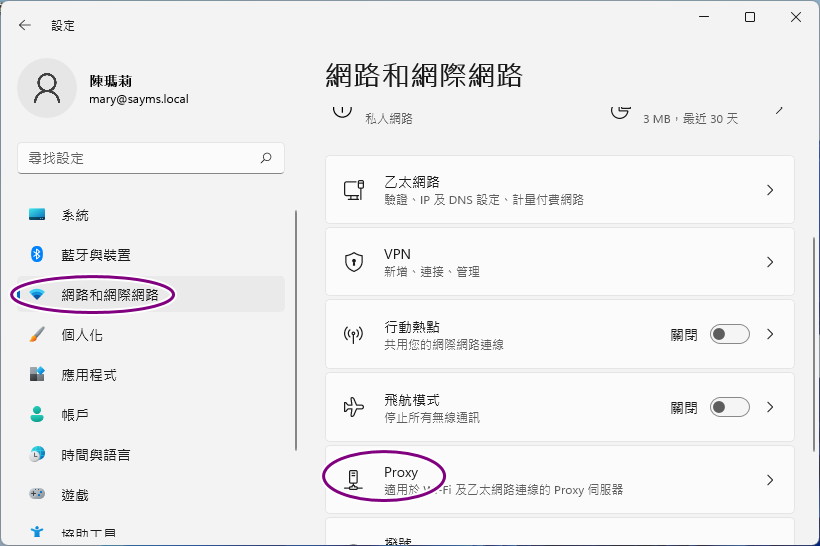 設定
陳瑪莉
mary@sayms.local
尋找設定
系統
藍牙與裝置
網路和網際網路
個人化
應用程式
帳戶
時間與語言
遊戲
協助工具
網路和網際網路
私人網路
3 MB，最近 30 天
乙太網路
驗證、IP 及 DNS 設定、計量付費網路
VPN
新增、連接、管理
行動熱點
共用您的網際網路連線
關閉
飛航模式
停止所有無線通訊
關閉
Proxy
適用於 Wi-Fi 及乙太網路連線的 Proxy 伺服器
撥號